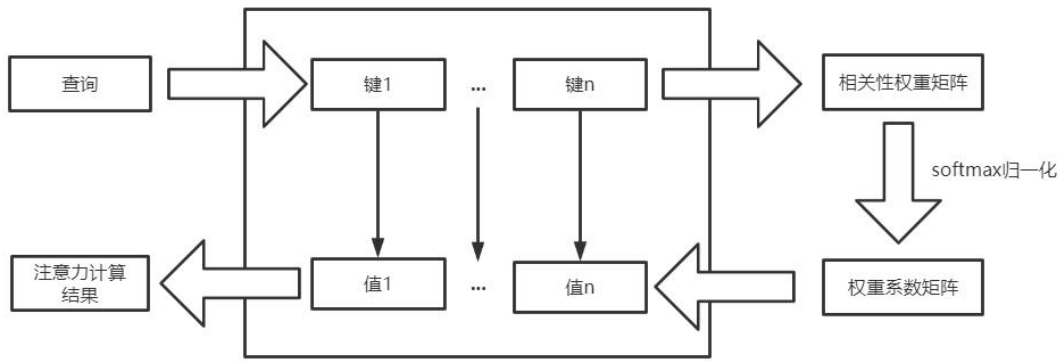 查询
键1
...
键n
相关性权重矩阵
softmax归一化
注意力计算
结果
值1
...
值n
权重系数矩阵